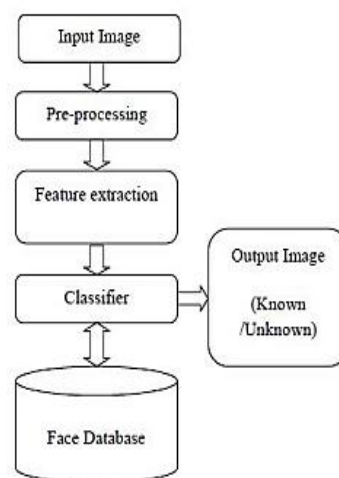 Input Image
Pre-processing
Feature extraction
Classifier
Output Image
(Known
/Unknown)
Face Database